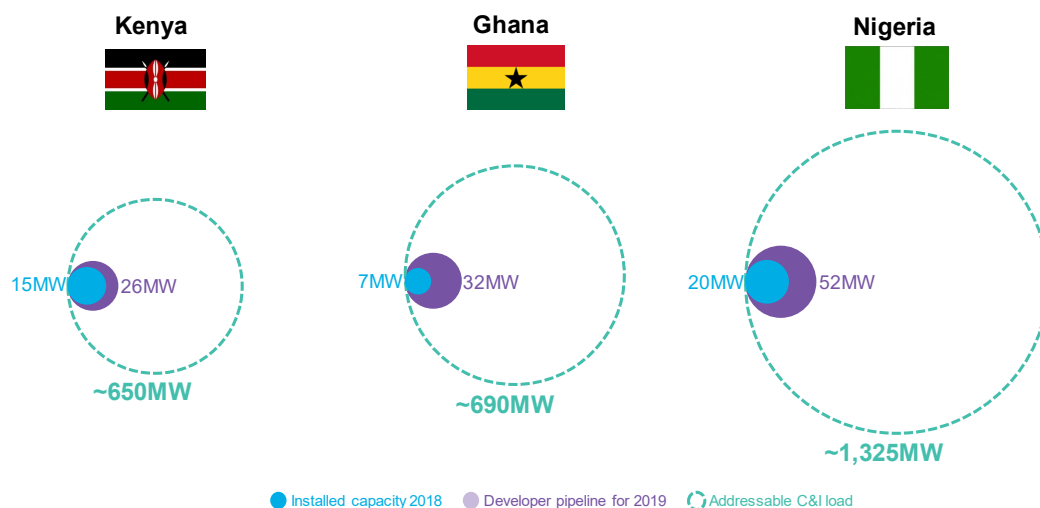 Kenya
Ghana
Nigeria
15MW
26MW
7MW
32MW
20MW
52MW
~650MW
~690MW
~1,325MW
Installed capacity 2018
Developer pipeline for 2019
Addressable C&I load